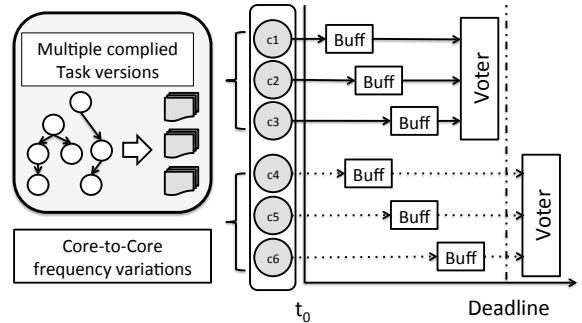 Multiple complied
Task versions
Core-to-Core
frequency variations
c1
Buff
c2
Buff
c3
Buff
Voter
c4
Buff
c5
Buff
c6
Buff
Voter
t0
Deadline